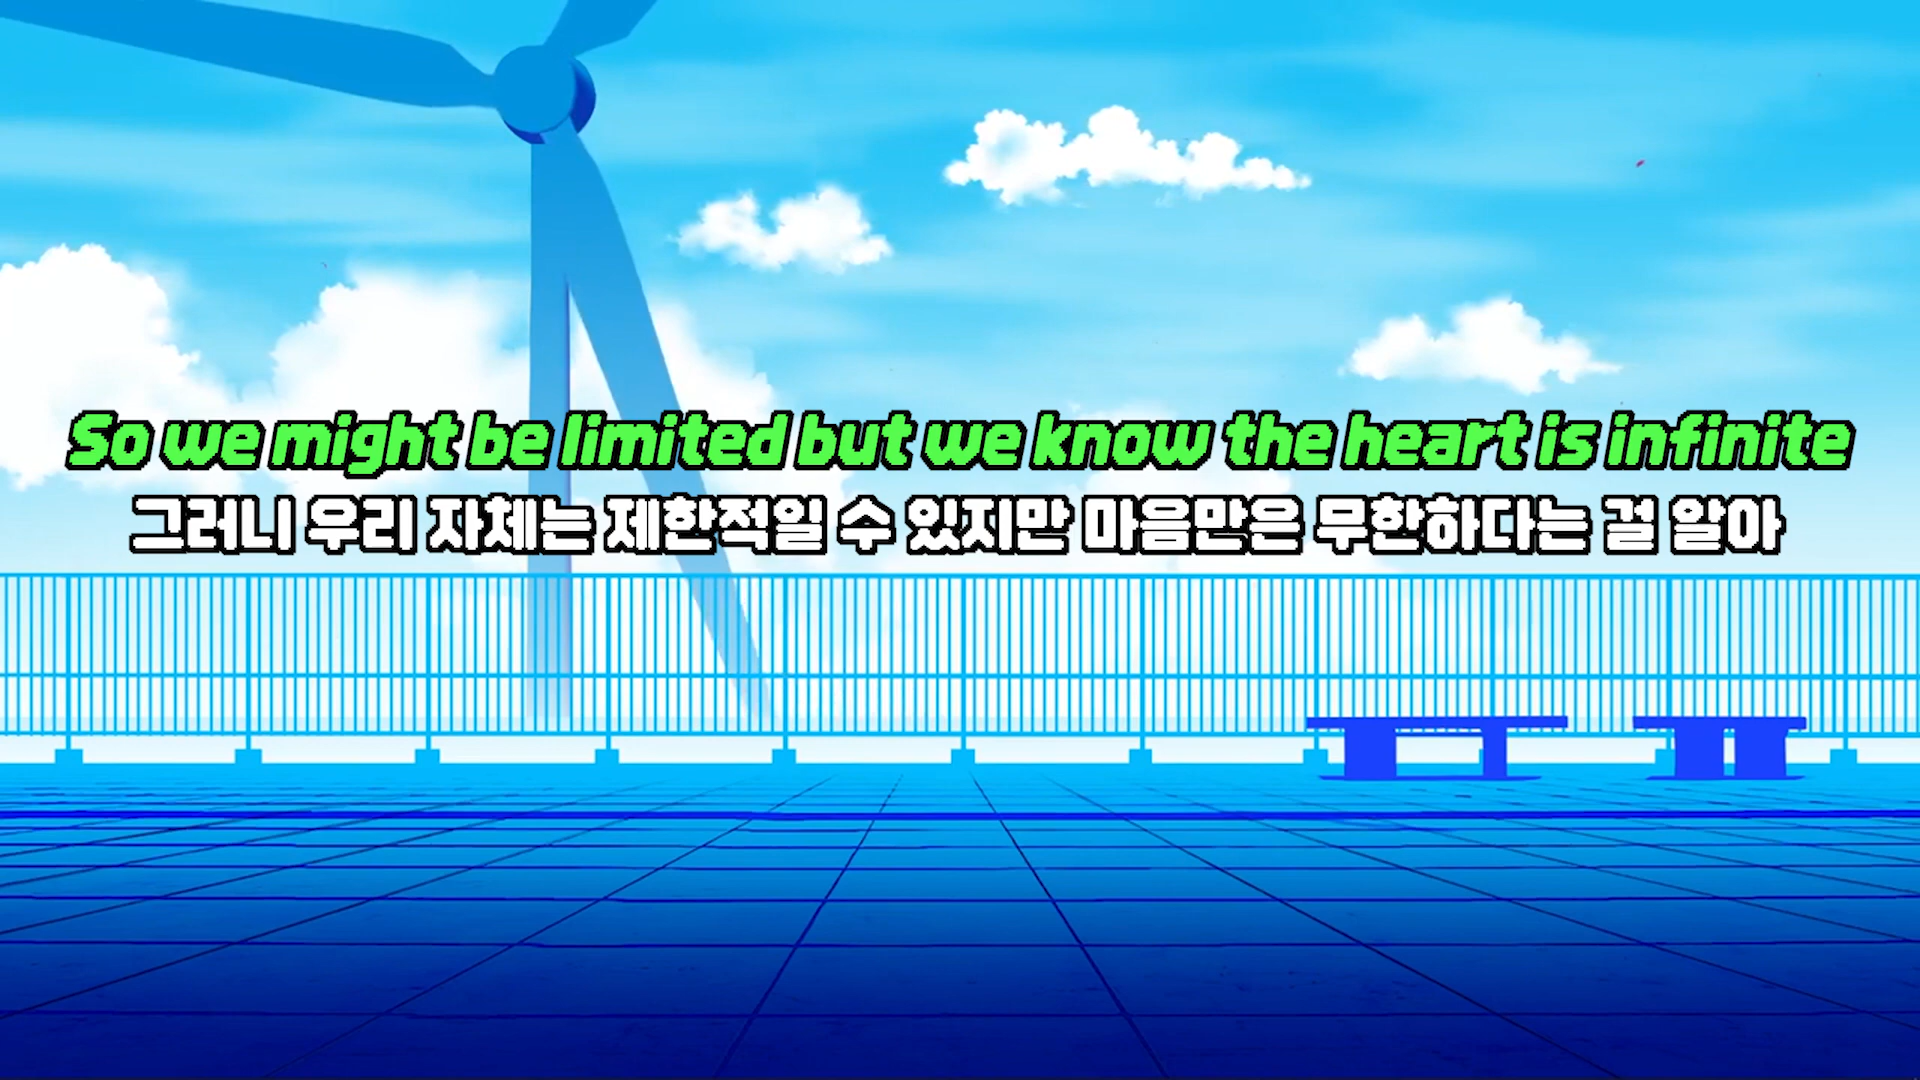 So we might be limited but we know the heart is infinite
그러니 우리 자체는 제한적일 수 있지만 마음만은 무한하다는 걸 알아